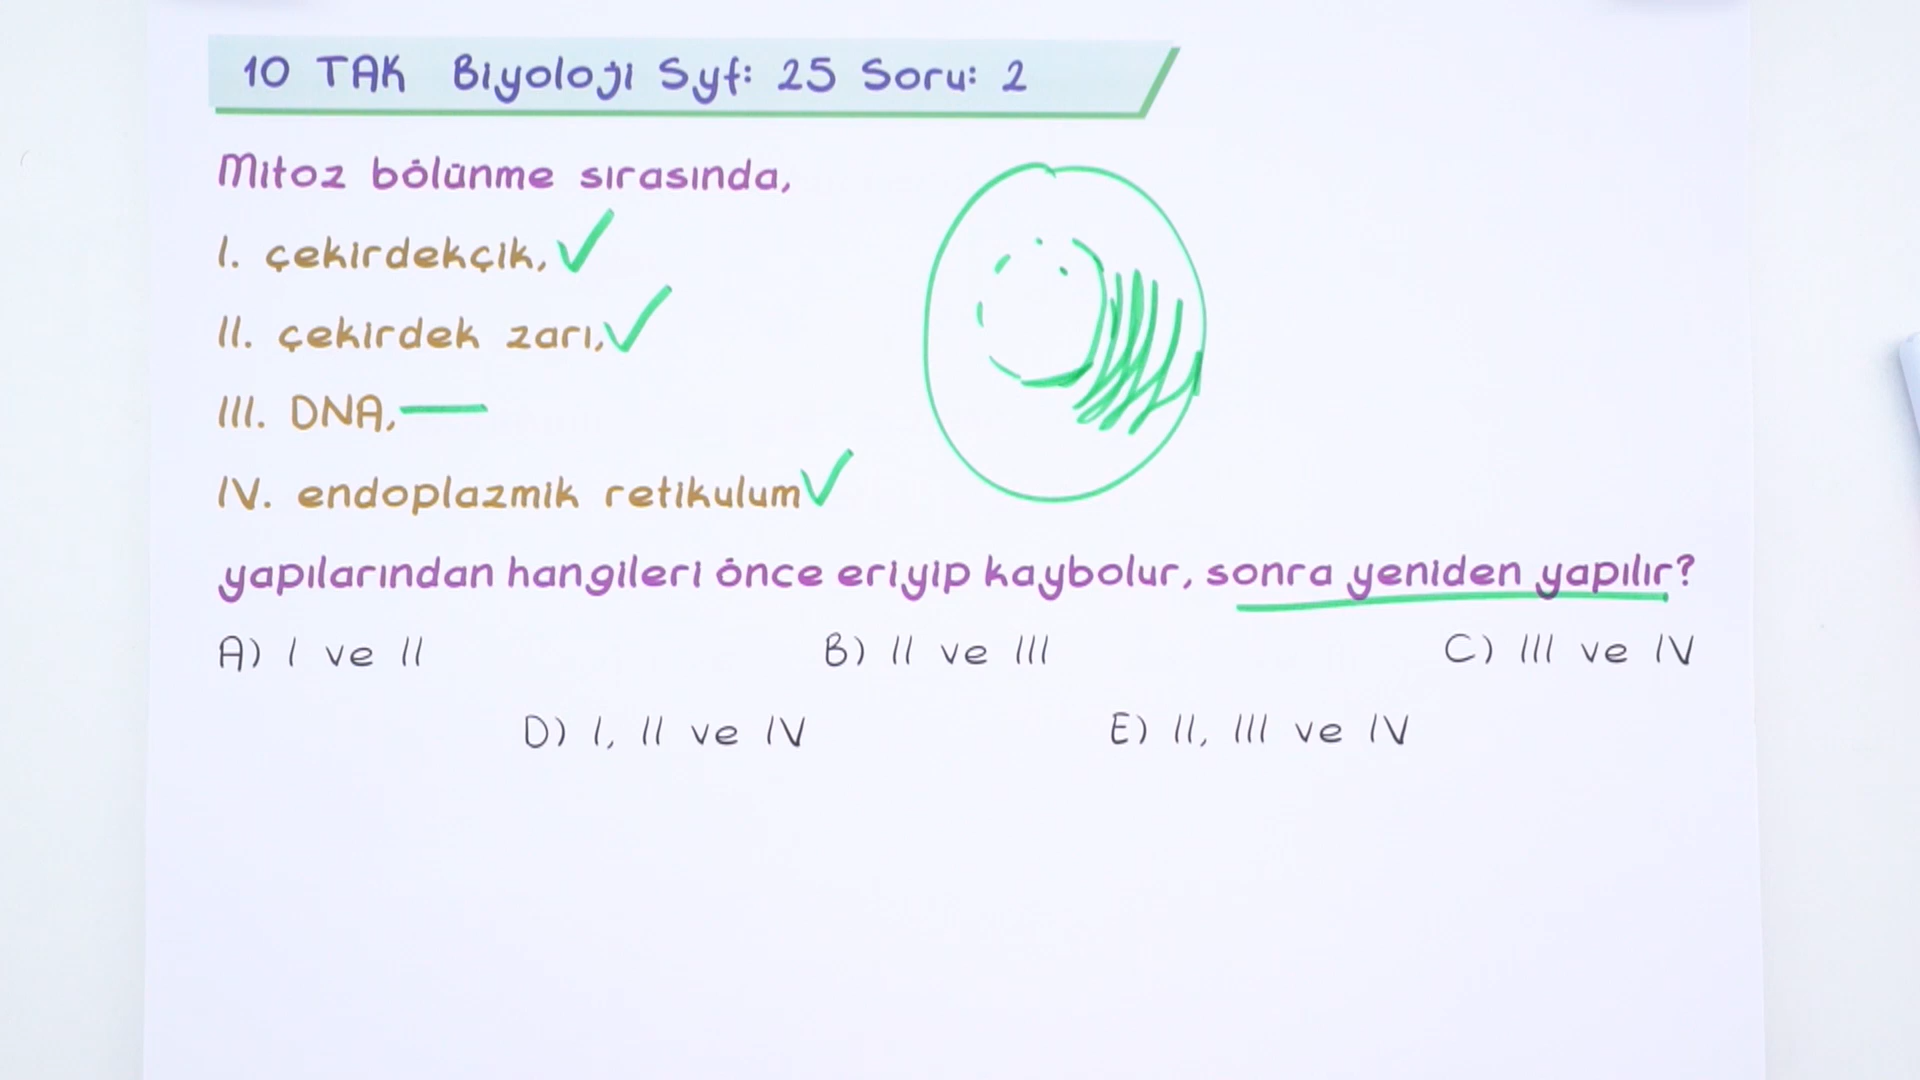 10 TAK Biyoloji Syf: 25 Soru: 2
Mitoz bölünme sırasında,
I. çekirdekçik,
II. çekirdek zarı,
III. DNA,
IV. endoplazmik retikulum
yapılarından hangileri önce eriyip kaybolur, sonra yeniden yapılır?
A) I ve II B) II ve III C) III ve IV
D) I, II ve IV E) II, III ve IV